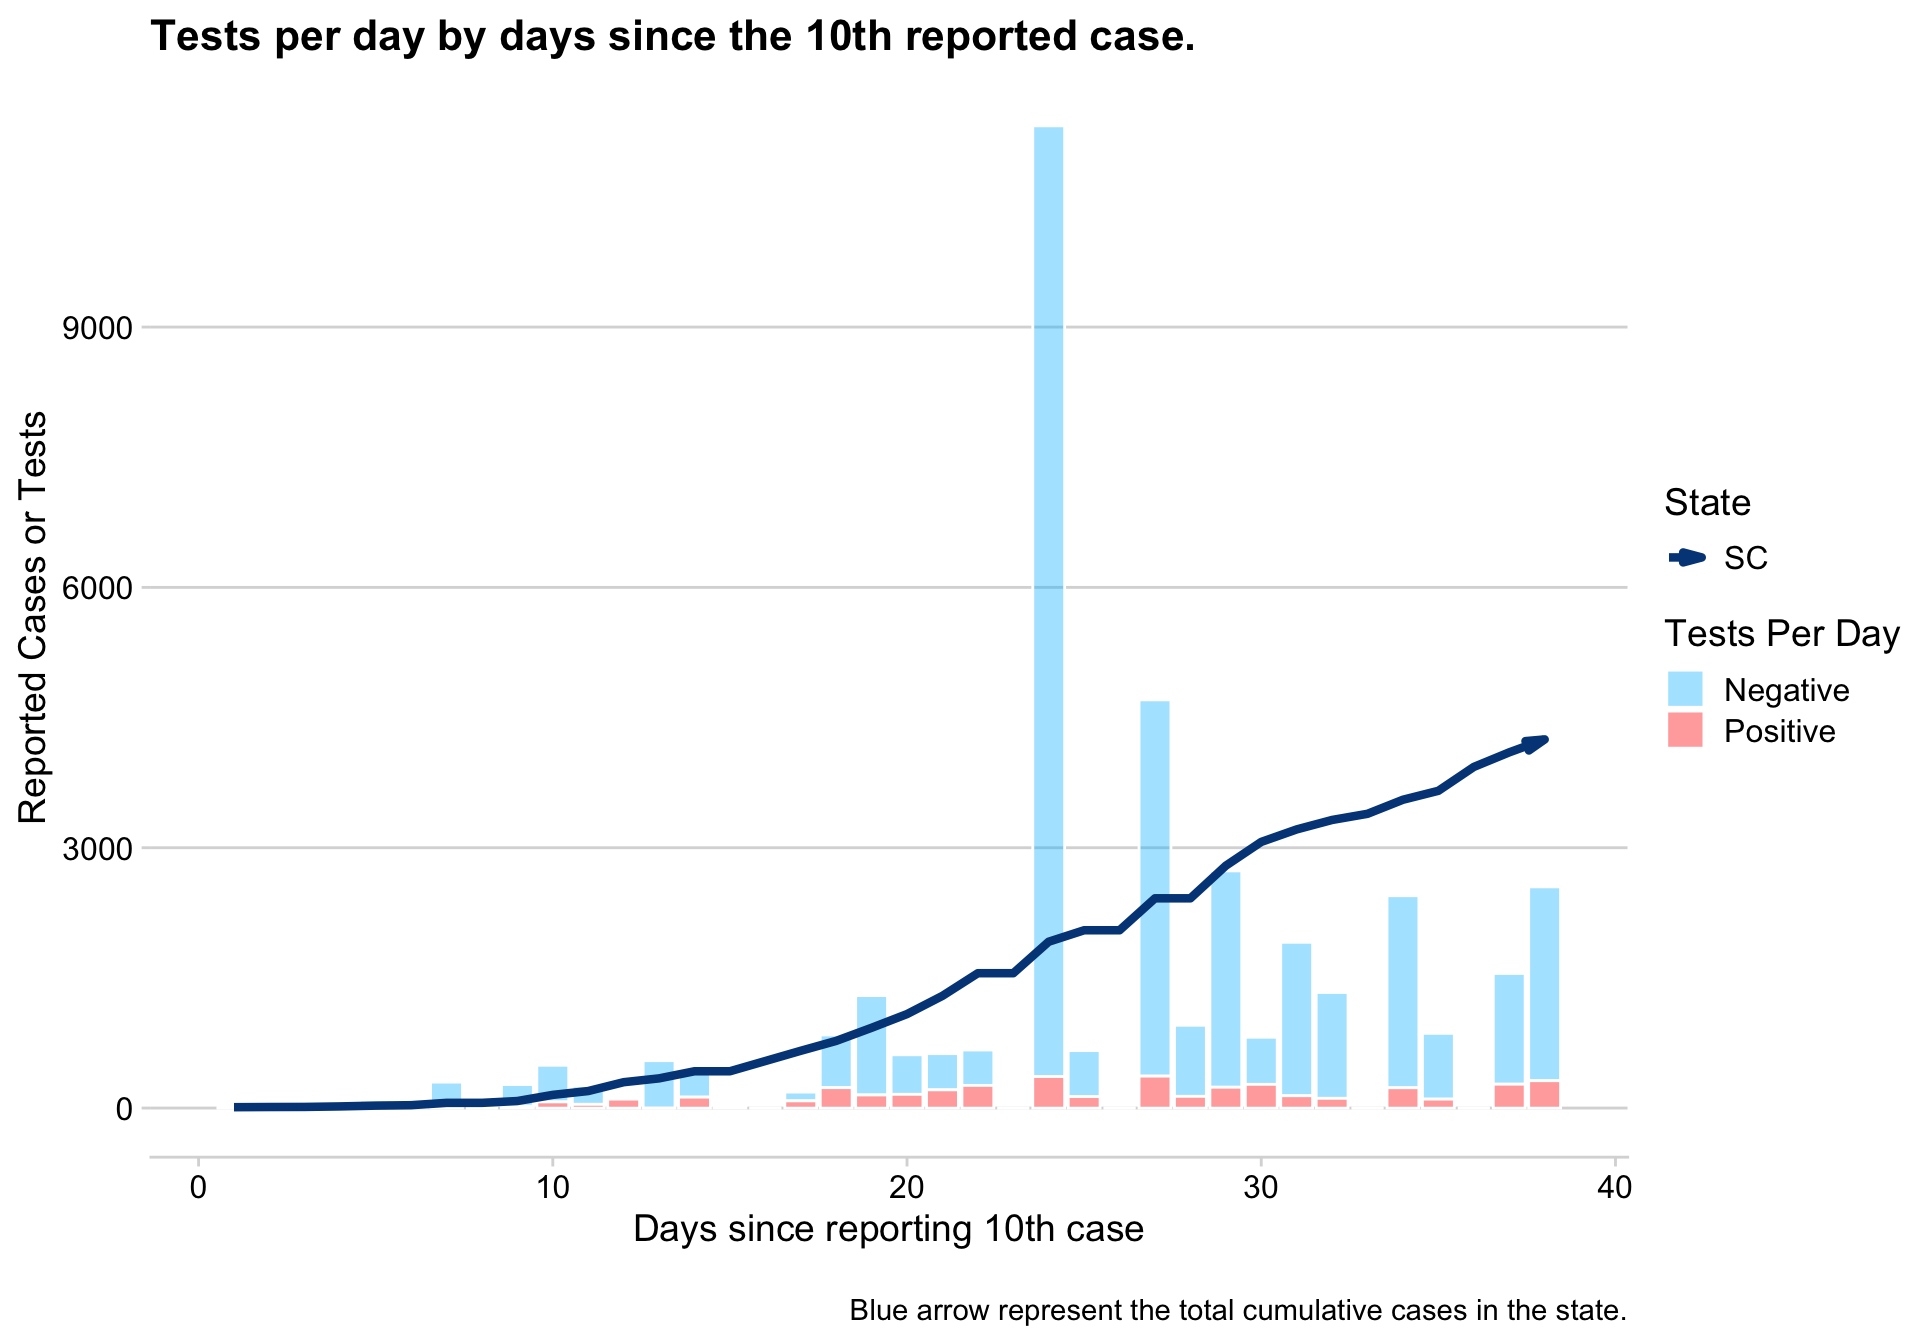 Tests per day by days since the 10th reported case.
Reported Cases or Tests
9000
6000
3000
0
0 10 20 30 40
Days since reporting 10th case
State
SC
Tests Per Day
Negative
Positive
Blue arrow represent the total cumulative cases in the state.